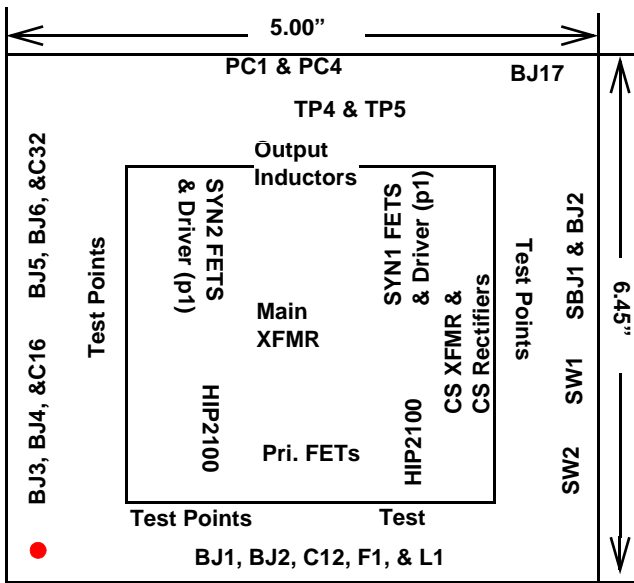 5.00”
PC1 & PC4
BJ17
TP4 & TP5
Output
Inductors
BJ5, BJ6, &C32
BJ3, BJ4, &C16
Test Points
SYN2 FETS
& Driver (p1)
SYN1 FETS
& Driver (p1)
Main
XFMR
CS XFMR &
CS Rectifiers
Test Points
SBJ1 & BJ2
SW1
SW2
6.45”
HIP2100
Pri. FETs
HIP2100
Test Points
Test
BJ1, BJ2, C12, F1, & L1